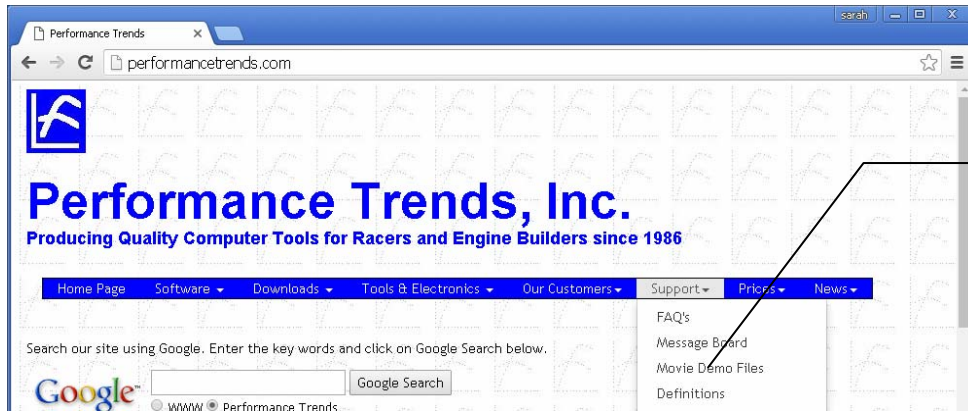 sarah
Performance Trends
performancetrends.com
Performance Trends, Inc.
Producing Quality Computer Tools for Racers and Engine Builders since 1986
Home Page Software Downloads Tools & Electronics Our Customers Support Prices News
FAQ's
Message Board
Search our site using Google. Enter the key words and click on Google Search below.
Movie Demo Files
Google™ Google Search
Definitions
WWW Performance Trends